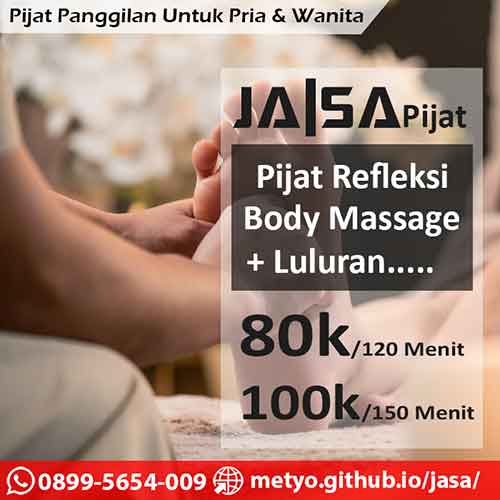 Pijat Panggilan Untuk Pria & Wanita
JA|SA Pijat
Pijat Refleksi
Body Massage
+ Luluran.....
80k/120 Menit
100k/150 Menit
0899-5654-009 metyo.github.io/jasa/